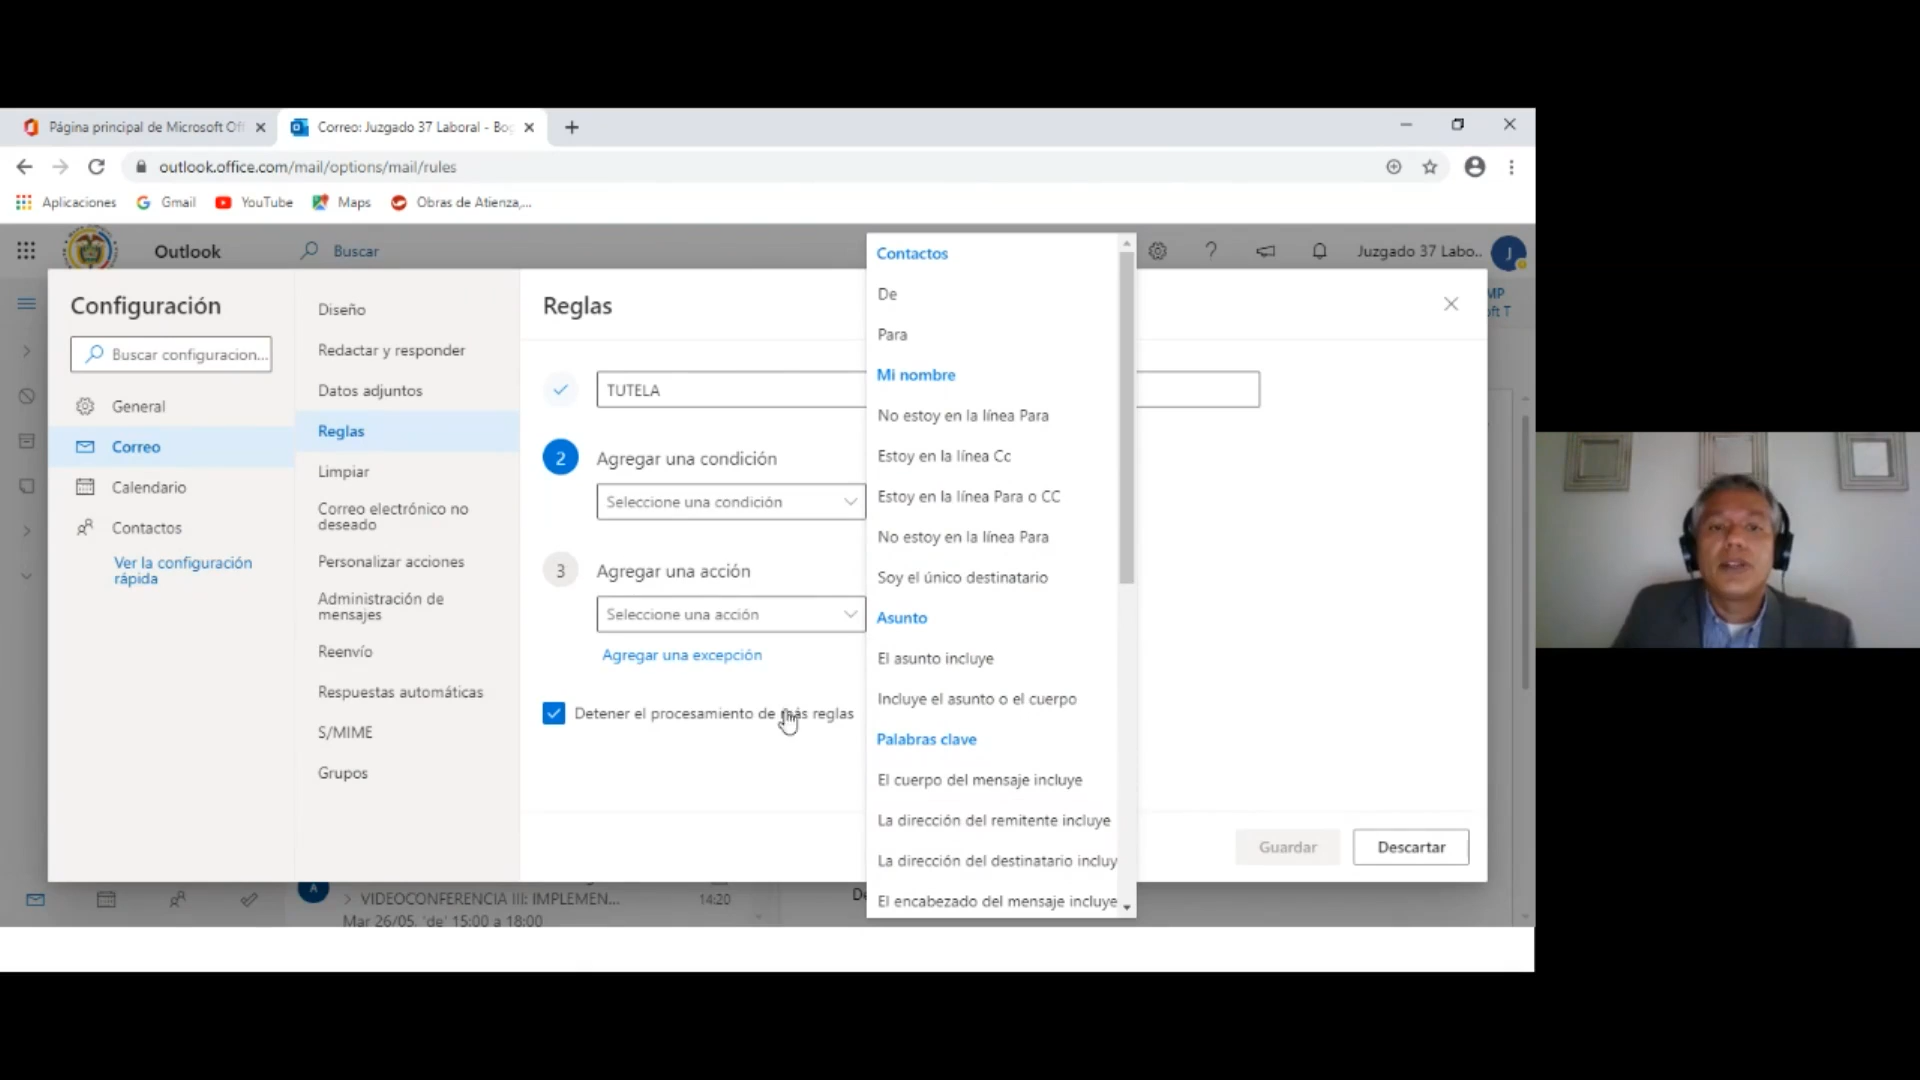 Página principal de Microsoft Off
Correo: Juzgado 37 Laboral - Bog
outlook.office.com/mail/options/mail/rules
Aplicaciones
Gmail
YouTube
Maps
Obras de Atienza,...
Outlook
Buscar
Juzgado 37 Labo..
J
Configuración
Buscar configuracion...
General
Correo
Calendario
Contactos
Ver la configuración
rápida
Diseño
Redactar y responder
Datos adjuntos
Reglas
Limpiar
Correo electrónico no
deseado
Personalizar acciones
Administración de
mensajes
Reenvío
Respuestas automáticas
S/MIME
Grupos
Reglas
TUTELA
2 Agregar una condición
Seleccione una condición
3 Agregar una acción
Seleccione una acción
Agregar una excepción
Detener el procesamiento de más reglas
Contactos
De
Para
Mi nombre
No estoy en la línea Para
Estoy en la línea Cc
Estoy en la línea Para o CC
No estoy en la línea Para
Soy el único destinatario
Asunto
El asunto incluye
Incluye el asunto o el cuerpo
Palabras clave
El cuerpo del mensaje incluye
La dirección del remitente incluye
La dirección del destinatario incluy
El encabezado del mensaje incluye
Guardar
Descartar
MP
oft T
A
VIDEOCONFERENCIA III: IMPLEMEN...
14:20
Mar 26/05, 'de' 15:00 a 18:00